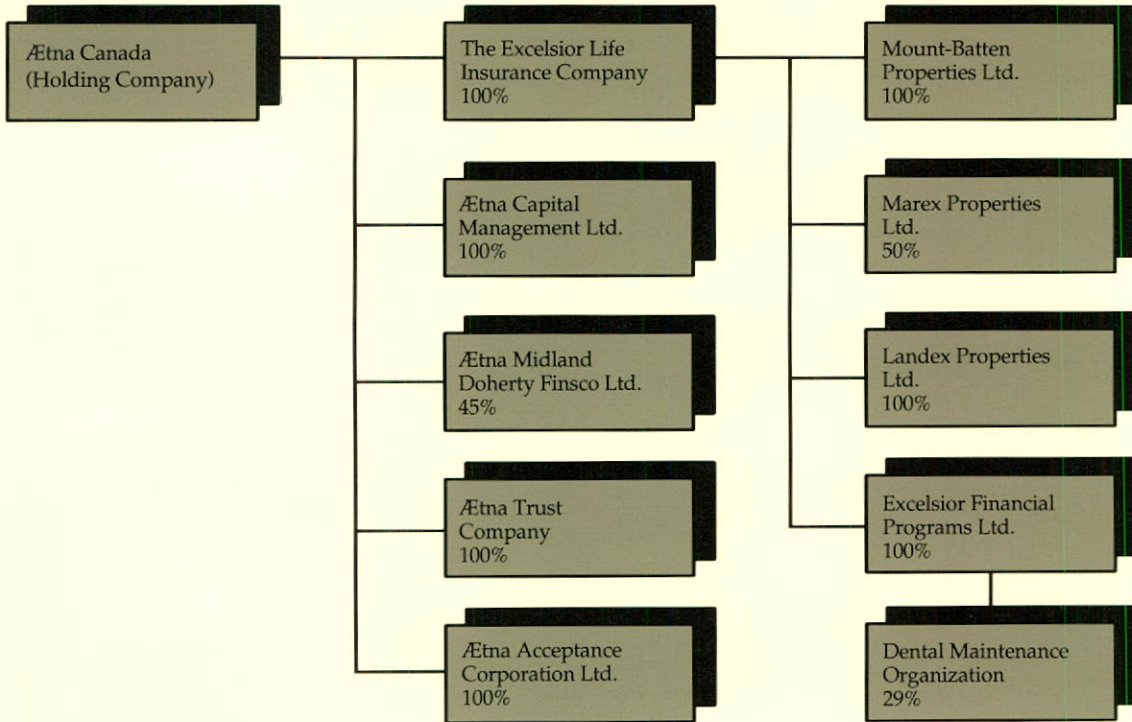 Ætna Canada
(Holding Company)
The Excelsior Life
Insurance Company
100%
Ætna Capital
Management Ltd.
100%
Ætna Midland
Doherty Finsco Ltd.
45%
Ætna Trust
Company
100%
Ætna Acceptance
Corporation Ltd.
100%
Mount-Batten
Properties Ltd.
100%
Marex Properties
Ltd.
50%
Landex Properties
Ltd.
100%
Excelsior Financial
Programs Ltd.
100%
Dental Maintenance
Organization
29%